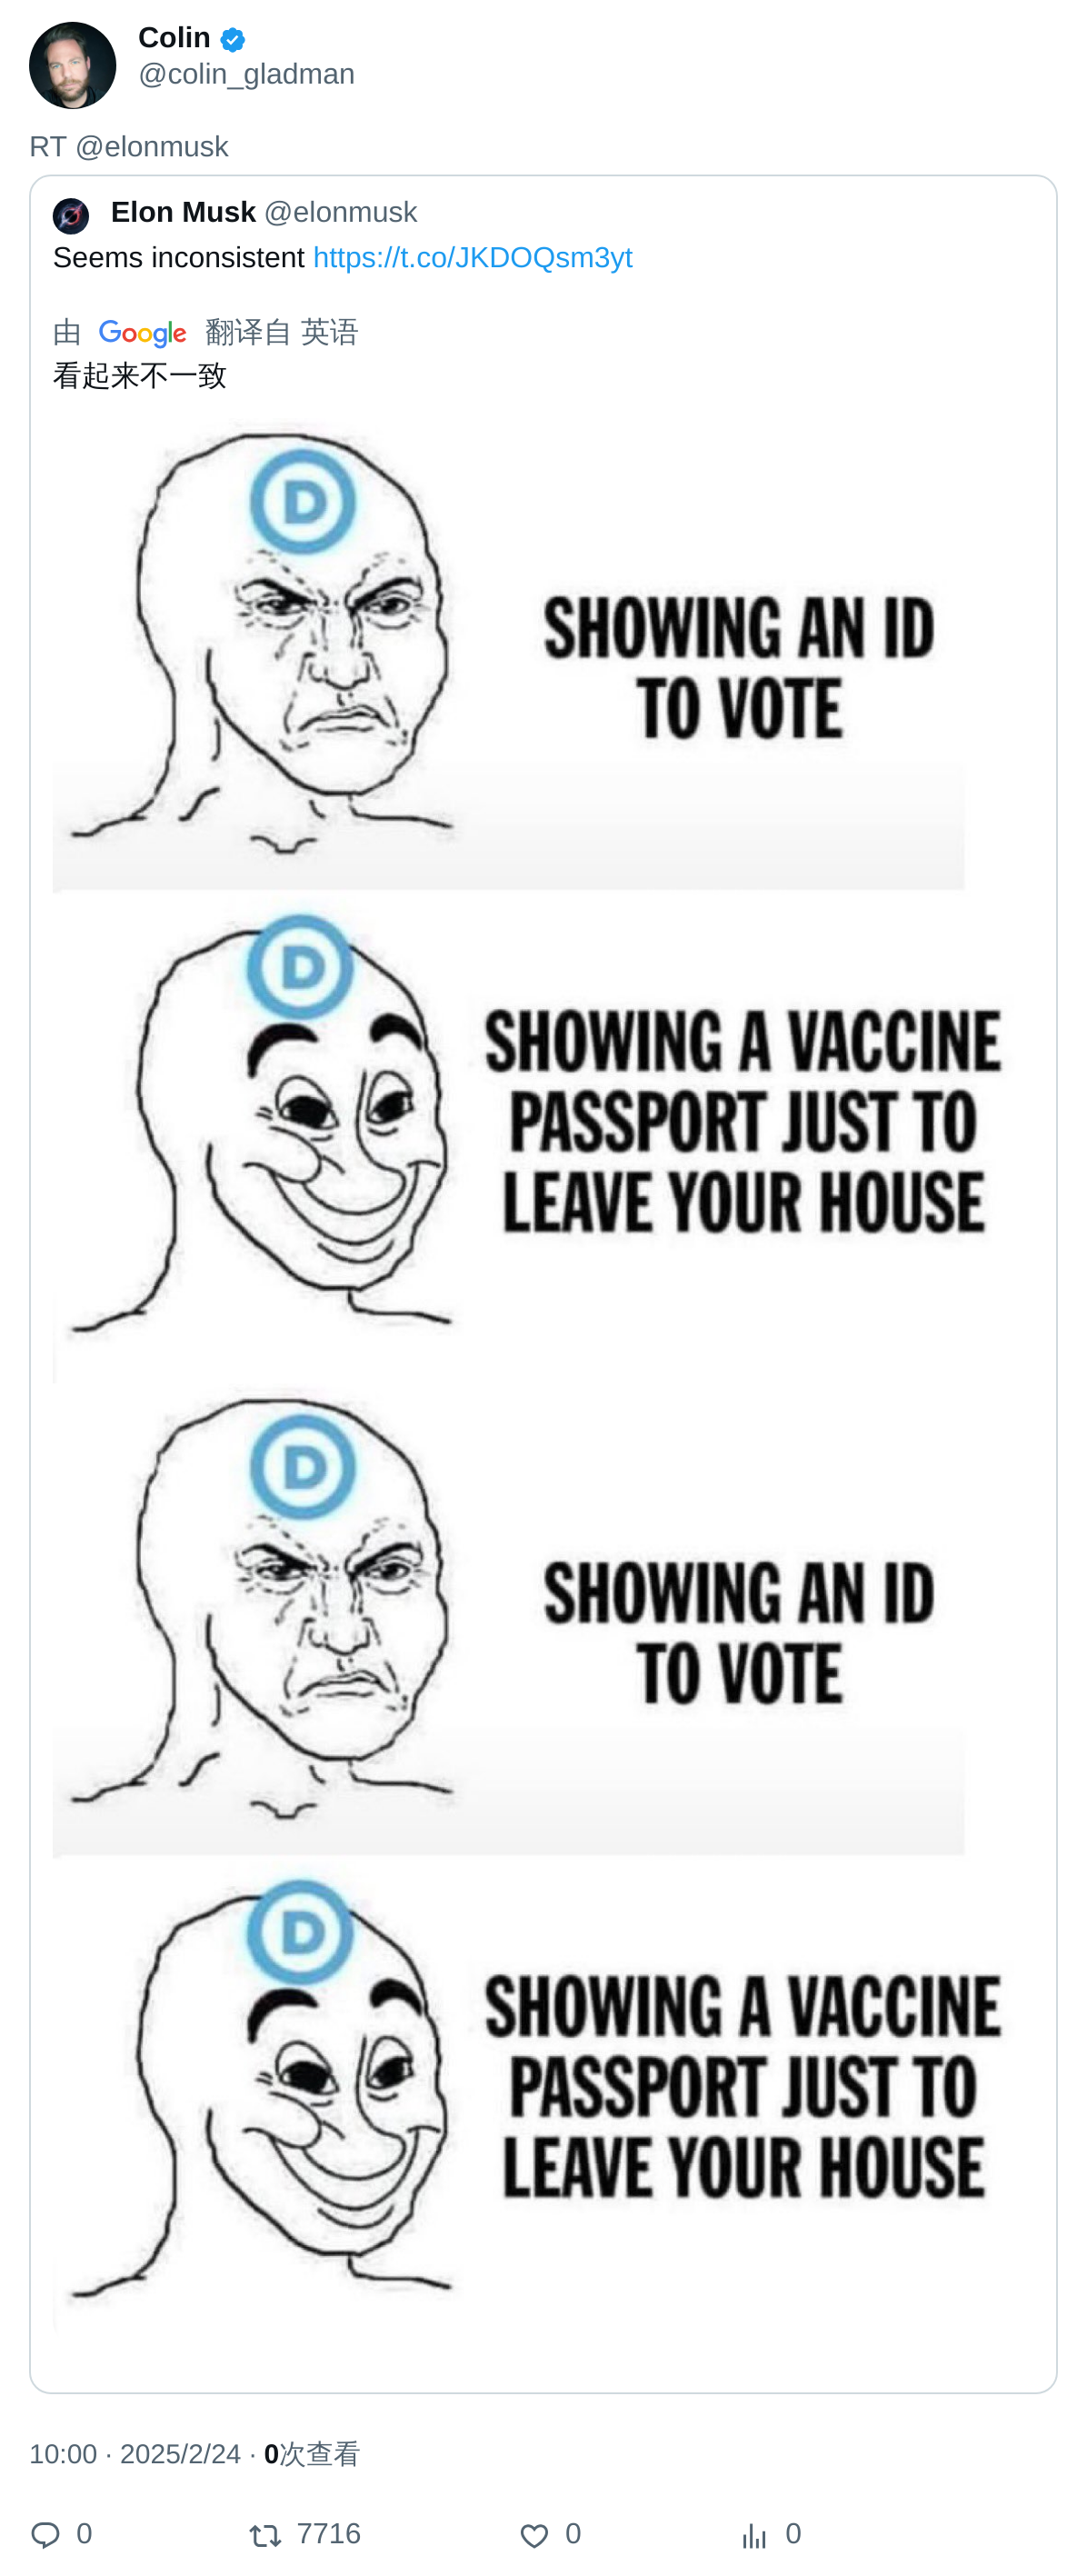 Colin
@colin_gladman
RT @elonmusk
Elon Musk @elonmusk
Seems inconsistent https://t.co/JKDOQsm3yt
由 Google 翻译自 英语
看起来不一致
D
SHOWING AN ID
TO VOTE
D
SHOWING A VACCINE
PASSPORT JUST TO
LEAVE YOUR HOUSE
D
SHOWING AN ID
TO VOTE
D
SHOWING A VACCINE
PASSPORT JUST TO
LEAVE YOUR HOUSE
10:00 · 2025/2/24 · 0次查看
0 7716 0 0